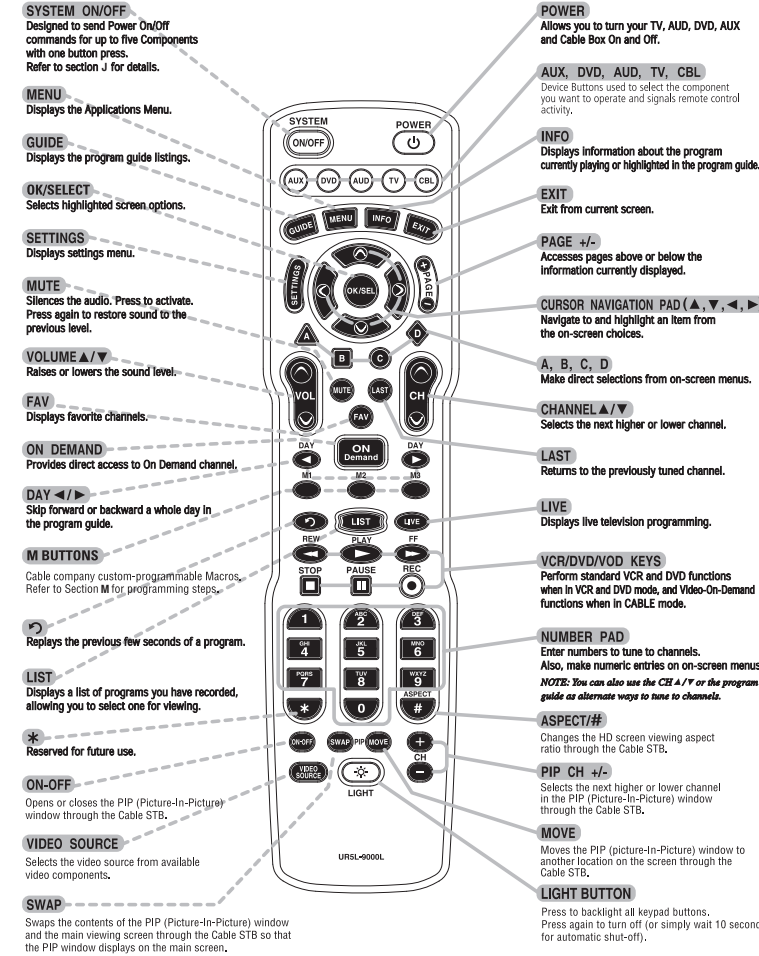 SYSTEM ON/OFF
Designed to send Power On/Off
commands for up to five Components
with one button press.
Refer to section J for details.
MENU
Displays the Applications Menu.
GUIDE
Displays the program guide listings.
OK/SELECT
Selects highlighted screen options.
SETTINGS
Displays settings menu.
MUTE
Silences the audio. Press to activate.
Press again to restore sound to the
previous level.
VOLUME▲/▼
Raises or lowers the sound level.
FAV
Displays favorite channels.
ON DEMAND
Provides direct access to On Demand channel.
DAY ◄/►
Skip forward or backward a whole day in
the program guide.
M BUTTONS
Cable company custom-programmable Macros.
Refer to Section M for programming steps.
Replays the previous few seconds of a program.
LIST
Displays a list of programs you have recorded,
allowing you to select one for viewing.
*
Reserved for future use.
ON-OFF
Opens or closes the PIP (Picture-In-Picture)
window through the Cable STB.
VIDEO SOURCE
Selects the video source from available
video components.
SWAP
Swaps the contents of the PIP (Picture-In-Picture) window
and the main viewing screen through the Cable STB so that
the PIP window displays on the main screen.
SYSTEM
POWER
ON/OFF
AUX DVD AUD TV CBL
GUIDE MENU INFO EXIT
SETTINGS
OK/SEL
+ PAGE -
A B C D
VOL
MUTE LAST
CH
FAV
DAY
ON
Demand
DAY
M1 M2 M3
LIST LIVE
REW PLAY FF
STOP PAUSE REC
1 ABC 2 DEF 3
GHI 4 JKL 5 MNO 6
PQRS 7 TUV 8 WXYZ 9
ASPECT
* 0 #
ON-OFF SWAP PIP MOVE +
CH
-
VIDEO
SOURCE
LIGHT
UR5L-9000L
POWER
Allows you to turn your TV, AUD, DVD, AUX
and Cable Box On and Off.
AUX, DVD, AUD, TV, CBL
Device Buttons used to select the component
you want to operate and signals remote control
activity.
INFO
Displays information about the program
currently playing or highlighted in the program guide.
EXIT
Exit from current screen.
PAGE +/-
Accesses pages above or below the
information currently displayed.
CURSOR NAVIGATION PAD(▲,▼,◄,►
Navigate to and highlight an item from
the on-screen choices.
A, B, C, D
Make direct selections from on-screen menus.
CHANNEL▲/▼
Selects the next higher or lower channel.
LAST
Returns to the previously tuned channel.
LIVE
Displays live television programming.
VCR/DVD/VOD KEYS
Perform standard VCR and DVD functions
when in VCR and DVD mode, and Video-On-Demand
functions when in CABLE mode.
NUMBER PAD
Enter numbers to tune to channels.
Also, make numeric entries on on-screen menus
NOTE: You can also use the CH▲/▼ or the program
guide as alternate ways to tune to channels.
ASPECT/#
Changes the HD screen viewing aspect
ratio through the Cable STB.
PIP CH +/-
Selects the next higher or lower channel
in the PIP (Picture-In-Picture) window
through the Cable STB.
MOVE
Moves the PIP (picture-In-Picture) window to
another location on the screen through the
Cable STB.
LIGHT BUTTON
Press to backlight all keypad buttons.
Press again to turn off (or simply wait 10 second
for automatic shut-off).